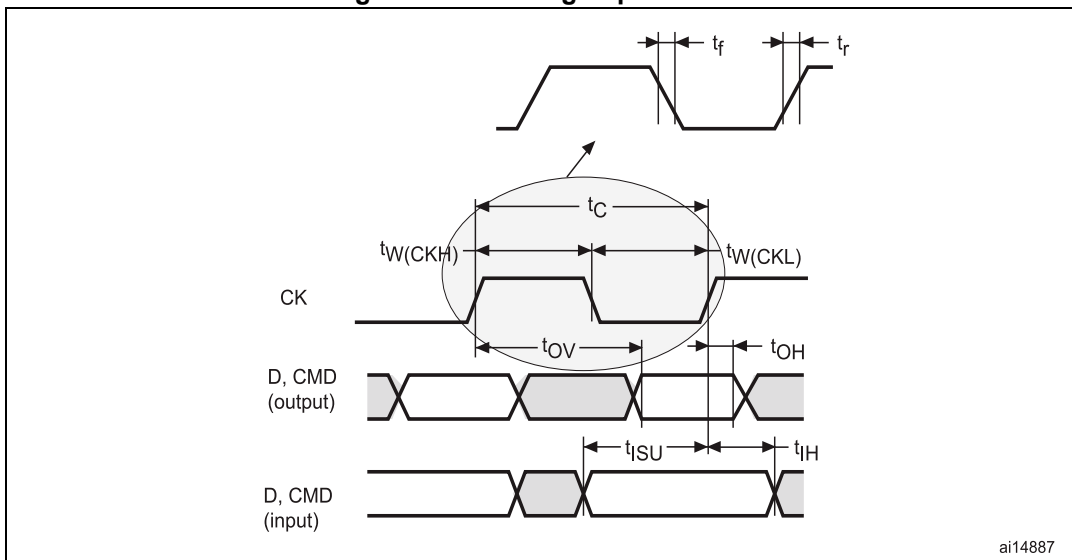 tf
tr
tC
tW(CKH)
tW(CKL)
CK
tOV
tOH
D, CMD
(output)
tISU
tIH
D, CMD
(input)
ai14887